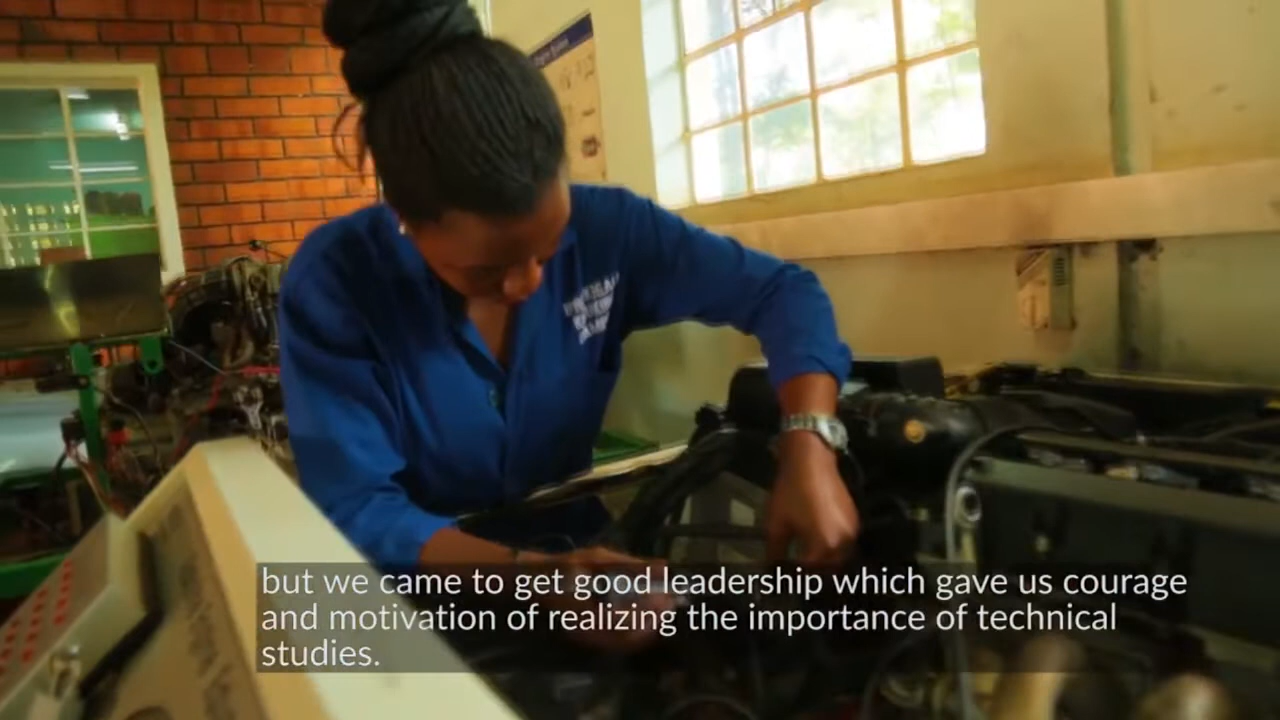 but we came to get good leadership which gave us courage
and motivation of realizing the importance of technical
studies.